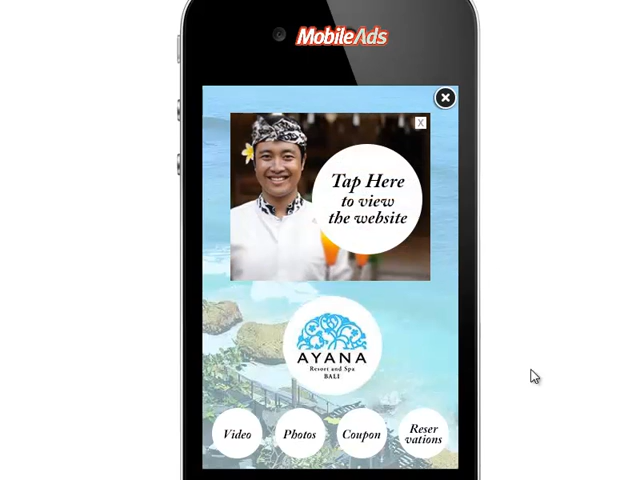 MobileAds
X
Tap Here
to view
the website
AYANA
Resort and Spa
BALI
Video
Photos
Coupon
Reser
vations